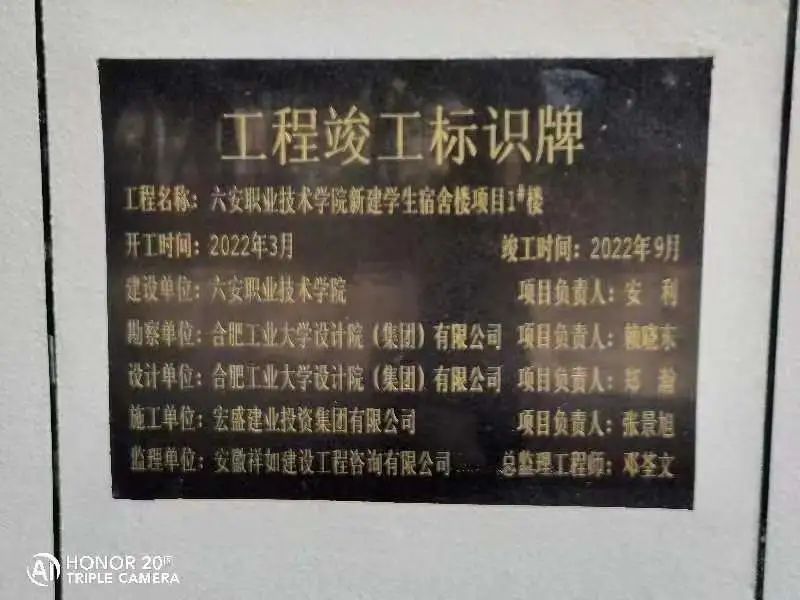 工程竣工标识牌
工程名称：六安职业技术学院新建学生宿舍楼项目1#楼
开工时间：2022年3月 竣工时间：2022年9月
建设单位：六安职业技术学院 项目负责人：安 利
勘察单位：合肥工业大学设计院（集团）有限公司 项目负责人：赖晓东
设计单位：合肥工业大学设计院（集团）有限公司 项目负责人：郑 瀚
施工单位：宏盛建业投资集团有限公司 项目负责人：张景旭
监理单位：安徽祥如建设工程咨询有限公司 总监理工程师：邓荃文
HONOR 20
TRIPLE CAMERA